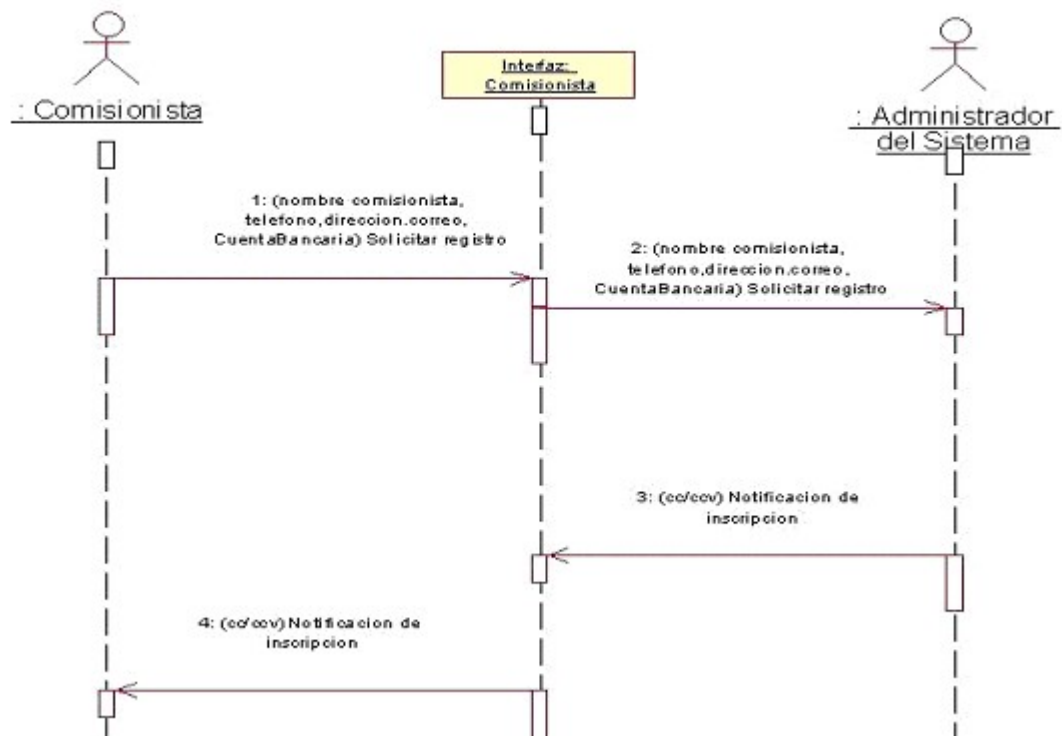 Interfaz:
Comisionista
: Comisionista
: Administrador
del Sistema
1: (nombre comisionista,
telefono,direccion.correo,
CuentaBancaria) Solicitar registro
2: (nombre comisionista,
telefono,direccion.correo,
CuentaBancaria) Solicitar registro
3: (cc/ccv) Notificacion de
inscripcion
4: (cc/ccv) Notificacion de
inscripcion